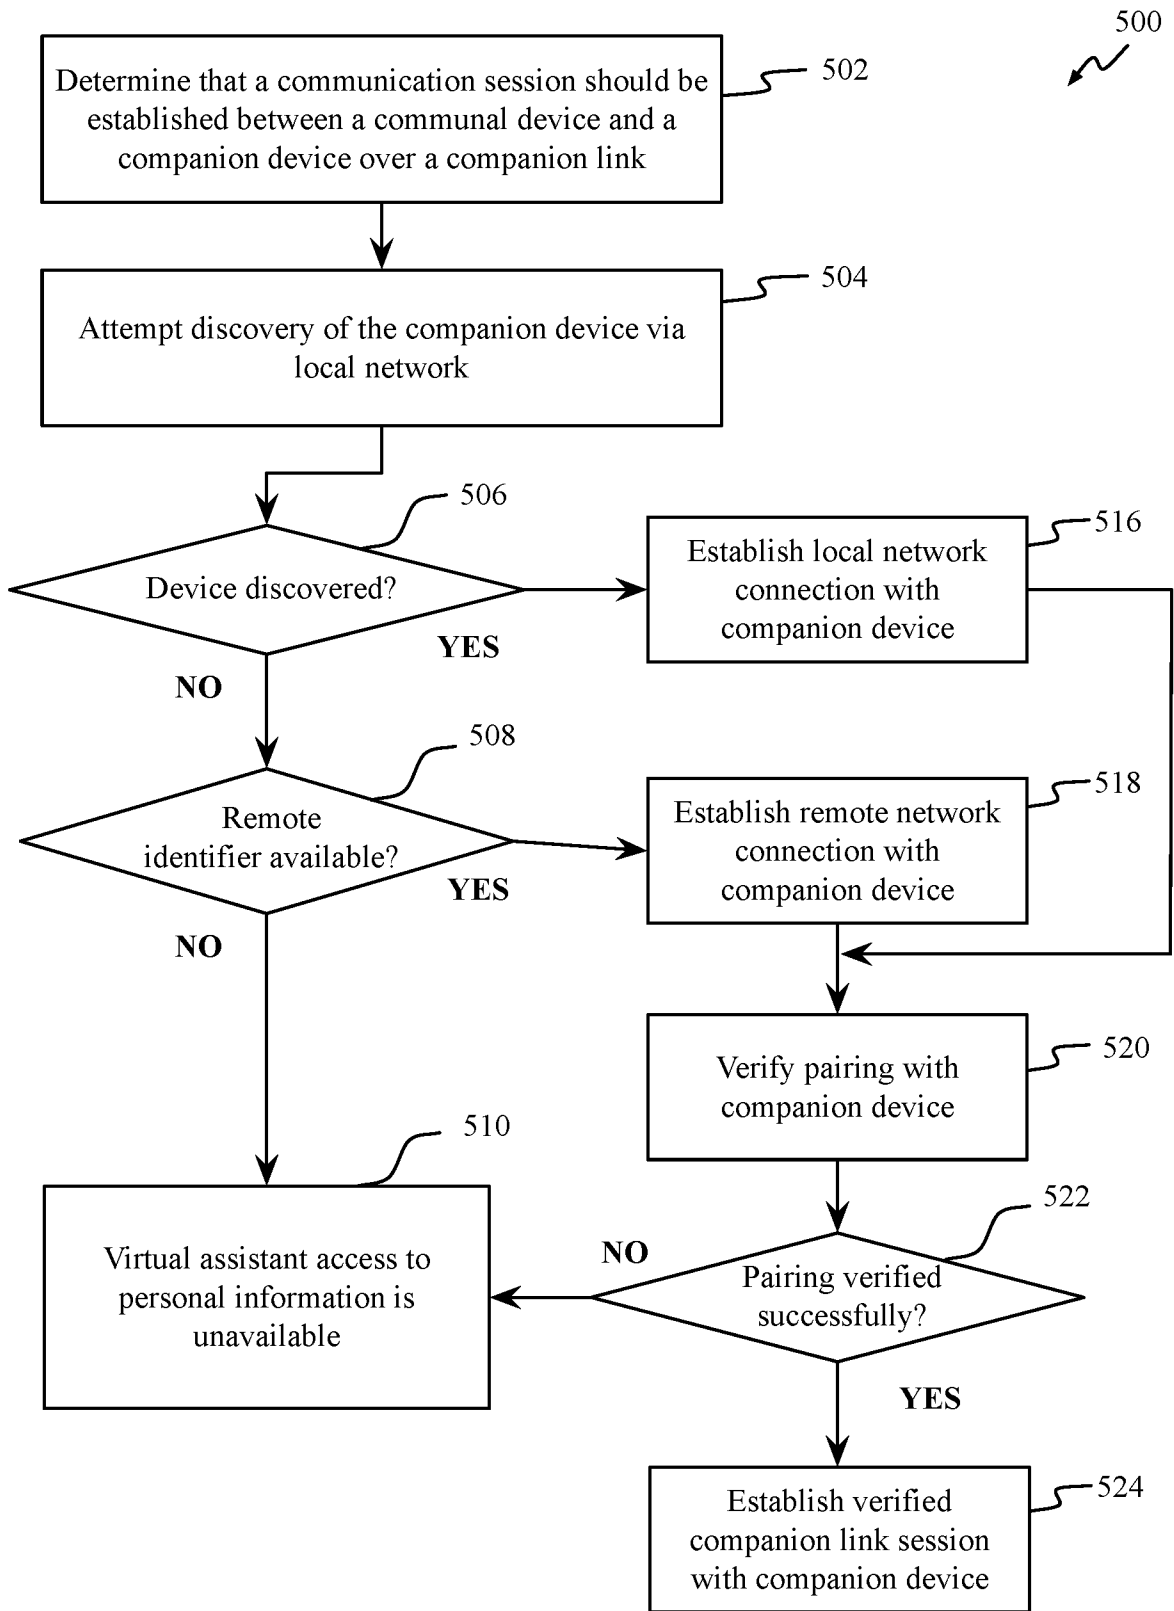 500
Determine that a communication session should be
established between a communal device and a
companion device over a companion link
502
Attempt discovery of the companion device via
local network
504
Device discovered?
506
YES
NO
Establish local network
connection with
companion device
516
Remote
identifier available?
508
YES
NO
Establish remote network
connection with
companion device
518
Verify pairing with
companion device
520
Virtual assistant access to
personal information is
unavailable
510
Pairing verified
successfully?
522
NO
YES
Establish verified
companion link session
with companion device
524